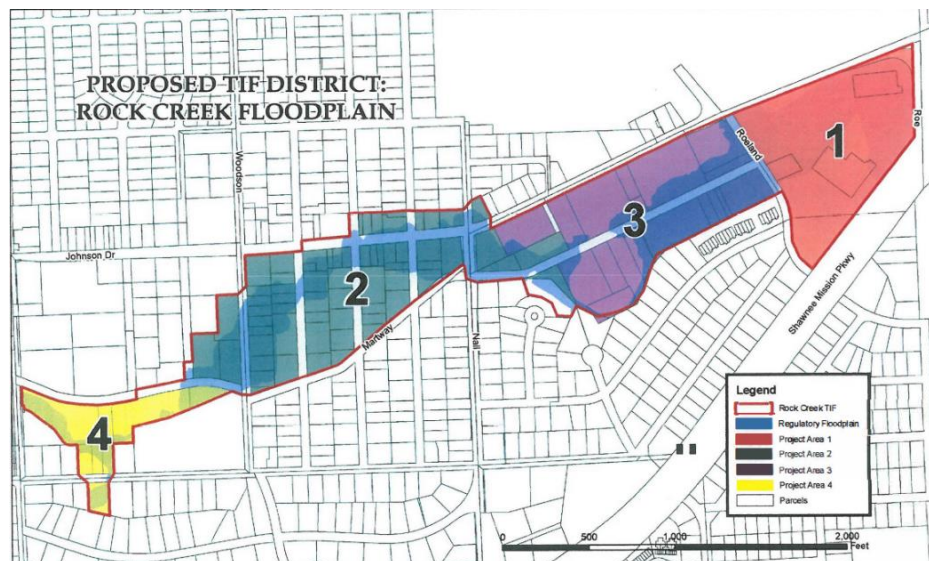 PROPOSED TIF DISTRICT:
ROCK CREEK FLOODPLAIN
Woodson
Johnson Dr
Martway
Nall
Roeland
Roe
Shawnee Mission Pkwy
1
2
3
4
Legend
Rock Creek TIF
Regulatory Floodplain
Project Area 1
Project Area 2
Project Area 3
Project Area 4
Parcels
0 500 1,000 2,000
Feet